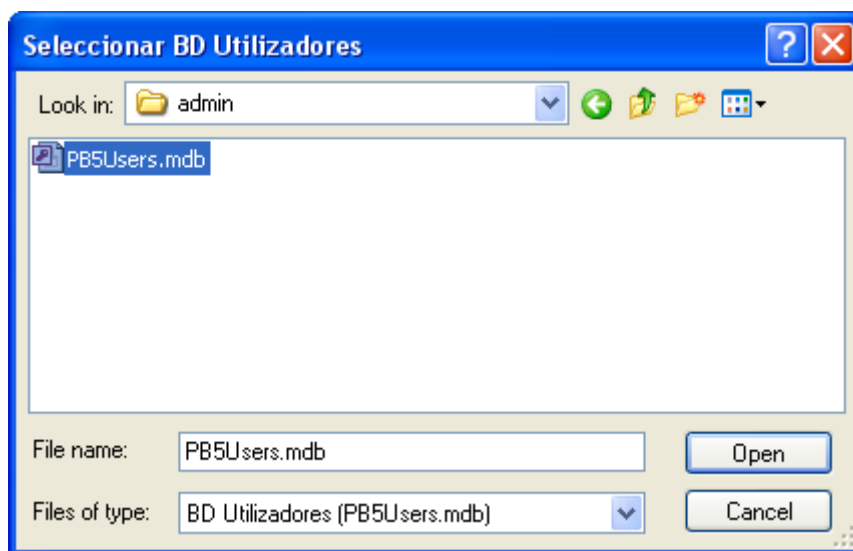 Seleccionar BD Utilizadores
Look in: admin
PB5Users.mdb
File name: PB5Users.mdb Open
Files of type: BD Utilizadores (PB5Users.mdb) Cancel